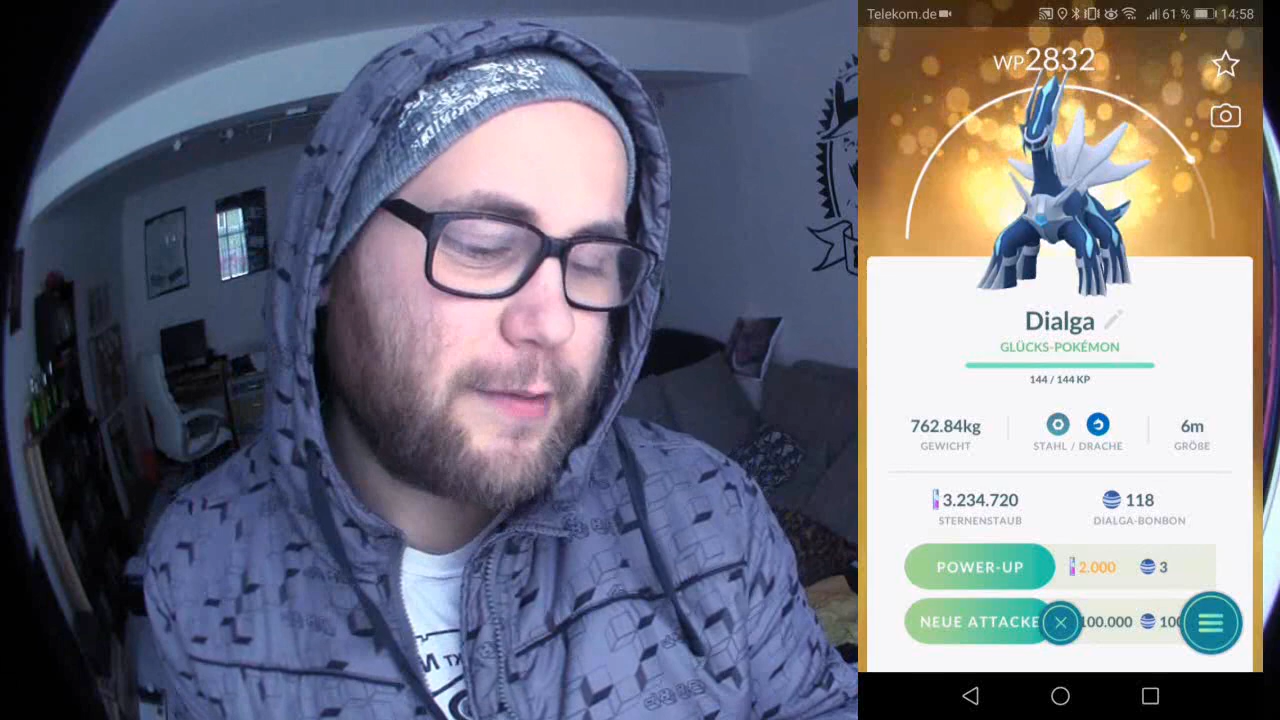 Telekom.de 61 % 14:58
WP2832
Dialga
GLÜCKS-POKÉMON
144 / 144 KP
762.84kg
GEWICHT
STAHL / DRACHE
6m
GRÖßE
3.234.720
STERNENSTAUB
118
DIALGA-BONBON
POWER-UP 2.000 3
NEUE ATTACKE 100.000